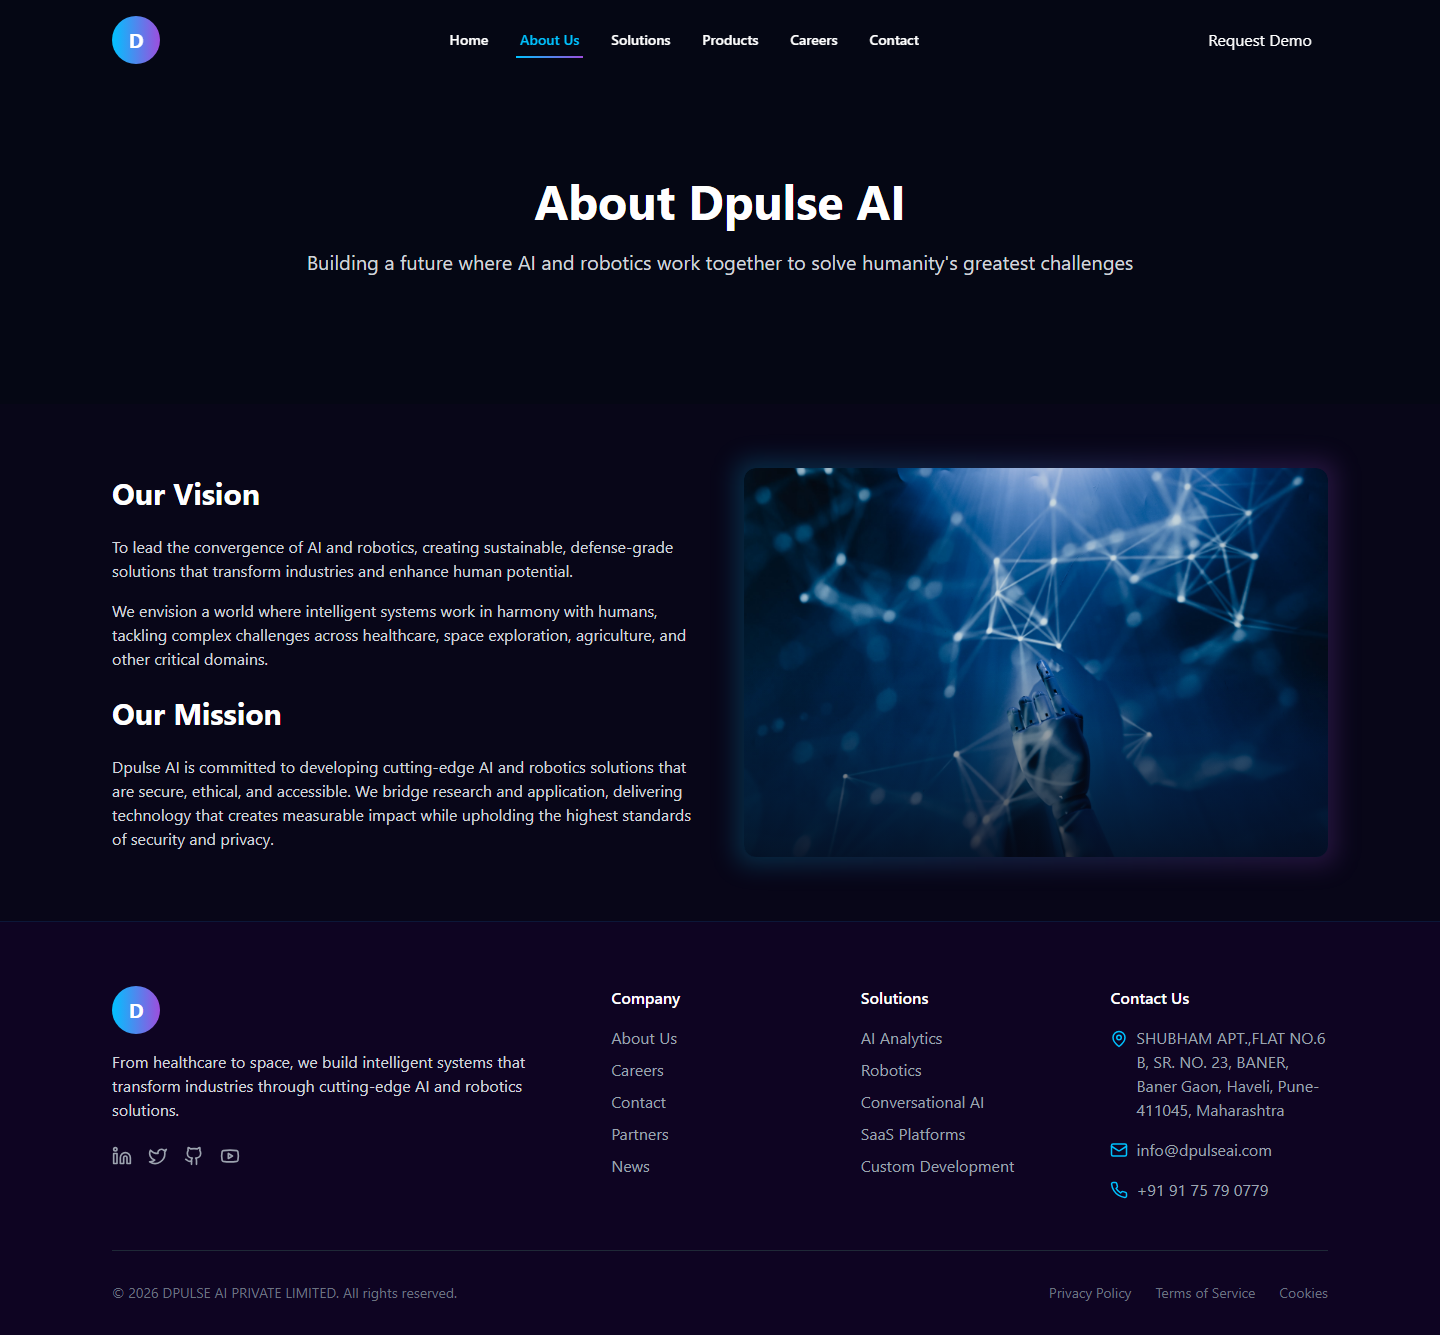 D
Home About Us Solutions Products Careers Contact
Request Demo
About Dpulse AI
Building a future where AI and robotics work together to solve humanity's greatest challenges
Our Vision
To lead the convergence of AI and robotics, creating sustainable, defense-grade
solutions that transform industries and enhance human potential.
We envision a world where intelligent systems work in harmony with humans,
tackling complex challenges across healthcare, space exploration, agriculture, and
other critical domains.
Our Mission
Dpulse AI is committed to developing cutting-edge AI and robotics solutions that
are secure, ethical, and accessible. We bridge research and application, delivering
technology that creates measurable impact while upholding the highest standards
of security and privacy.
D
From healthcare to space, we build intelligent systems that
transform industries through cutting-edge AI and robotics
solutions.
Company
About Us
Careers
Contact
Partners
News
Solutions
AI Analytics
Robotics
Conversational AI
SaaS Platforms
Custom Development
Contact Us
SHUBHAM APT.,FLAT NO.6
B, SR. NO. 23, BANER,
Baner Gaon, Haveli, Pune-
411045, Maharashtra
info@dpulseai.com
+91 91 75 79 0779
© 2026 DPULSE AI PRIVATE LIMITED. All rights reserved.
Privacy Policy Terms of Service Cookies